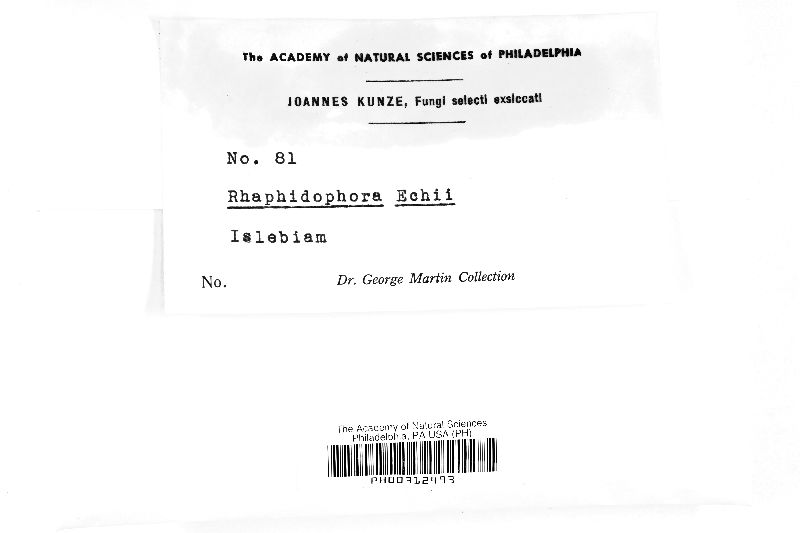 The ACADEMY of NATURAL SCIENCES of PHILADELPHIA
JOANNES KUNZE, Fungi selecti exsiccati
No. 81
Rhaphidophora Echii
Islebiam
No. Dr. George Martin Collection
The Academy of Natural Sciences
Philadelphia, PA USA (PH)
PH00312493